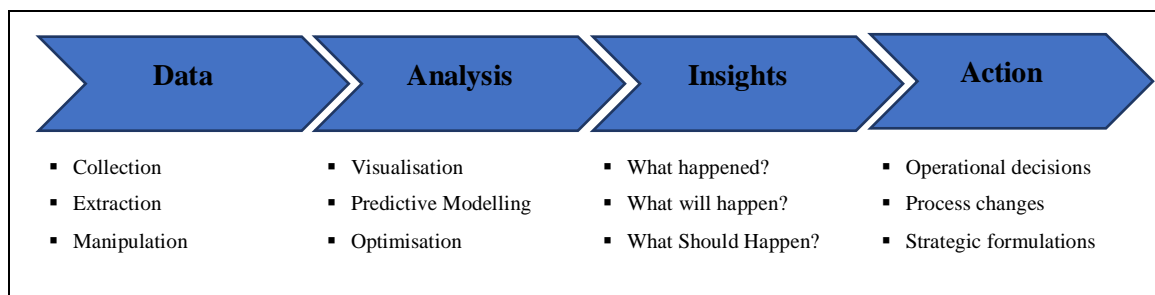 Data
Analysis
Insights
Action
▪ Collection
▪ Extraction
▪ Manipulation
▪ Visualisation
▪ Predictive Modelling
▪ Optimisation
▪ What happened?
▪ What will happen?
▪ What Should Happen?
▪ Operational decisions
▪ Process changes
▪ Strategic formulations